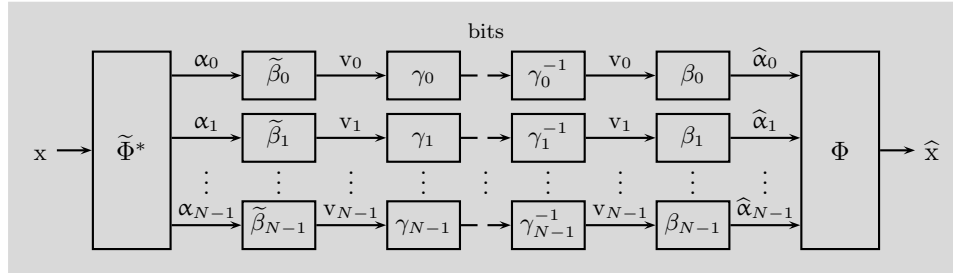 bits
α₀ β̃₀ v₀ γ₀ γ₀⁻¹ v₀ β₀ α̂₀
α₁ β̃₁ v₁ γ₁ γ₁⁻¹ v₁ β₁ α̂₁
x Φ̃* Φ x̂
⋮ ⋮ ⋮ ⋮ ⋮ ⋮ ⋮ ⋮ ⋮
α_{N−1} β̃_{N−1} v_{N−1} γ_{N−1} γ_{N−1}⁻¹ v_{N−1} β_{N−1} α̂_{N−1}